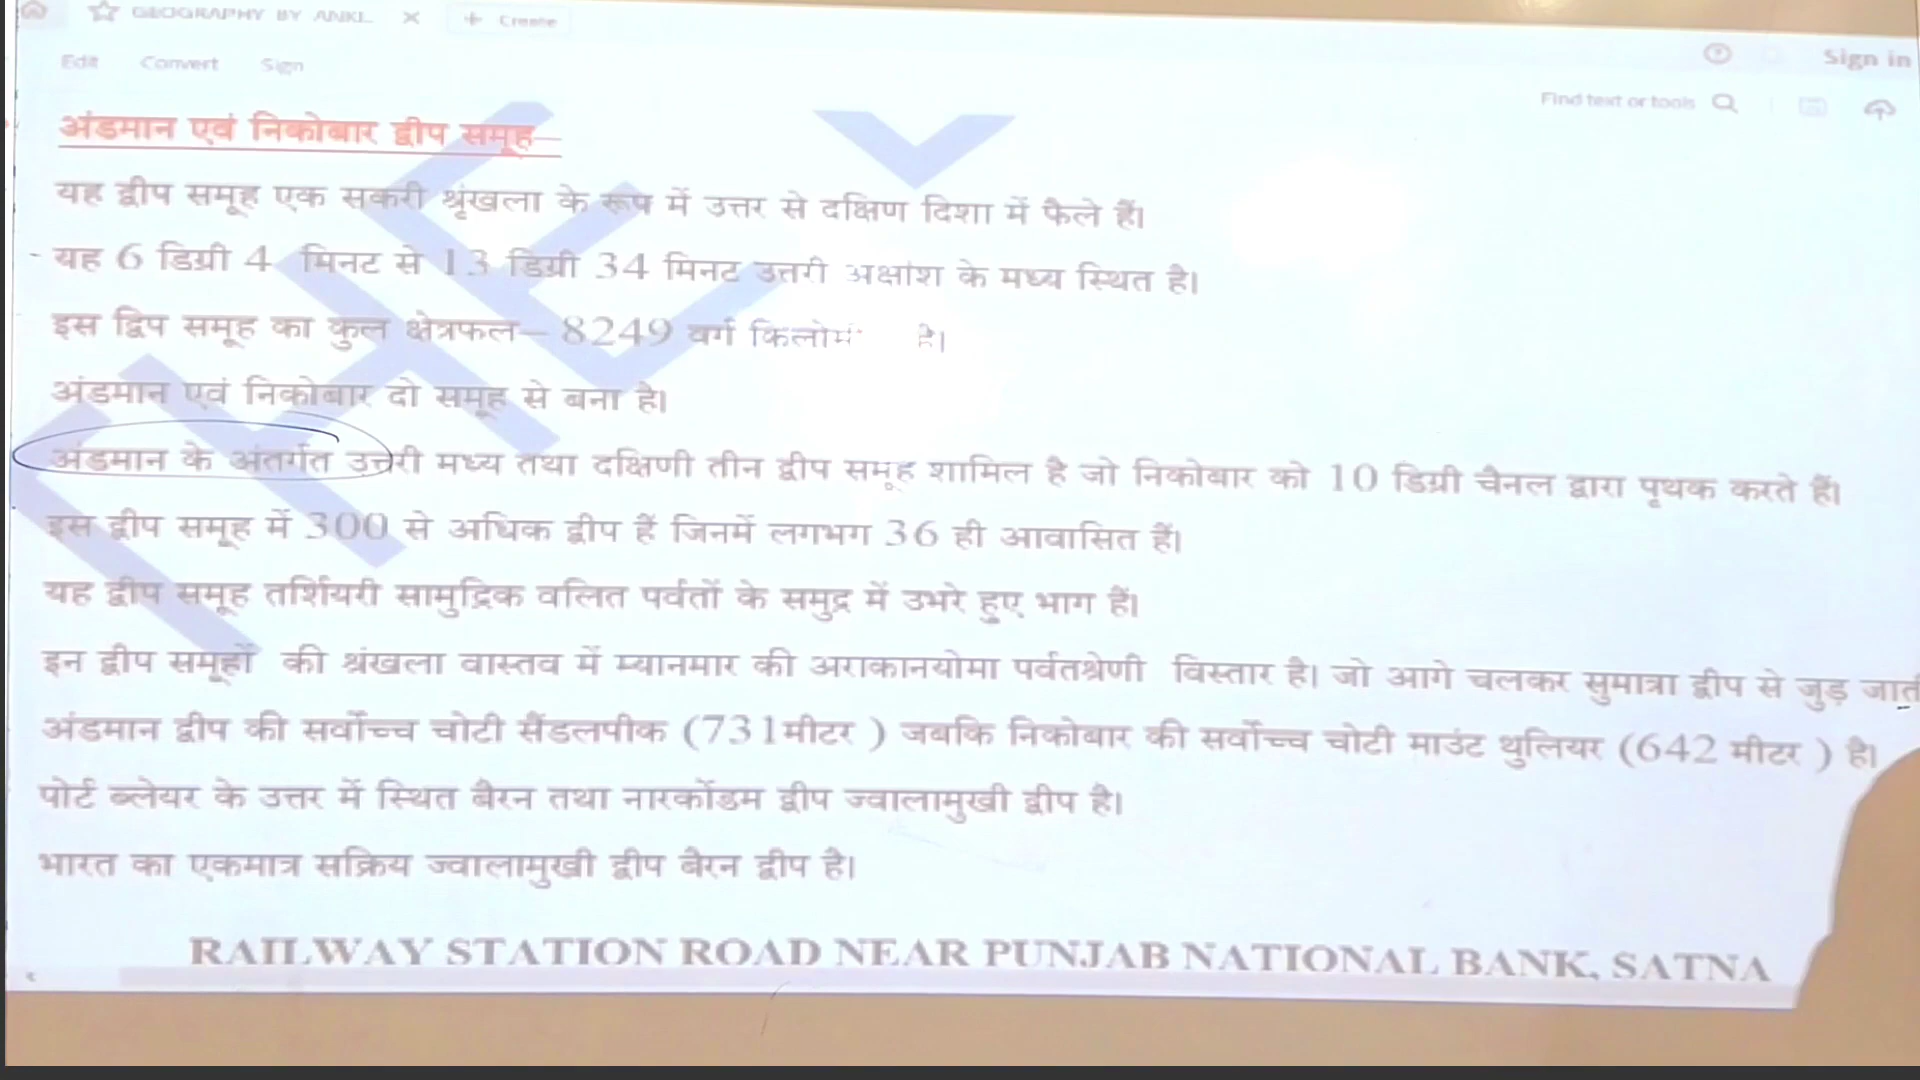 GEOGRAPHY BY ANKI... × + Create
Sign in
Edit Convert Sign
Find text or tools
अंडमान एवं निकोबार द्वीप समूह–
यह द्वीप समूह एक सकरी श्रृंखला के रूप में उत्तर से दक्षिण दिशा में फैले हैं।
- यह 6 डिग्री 4 मिनट से 13 डिग्री 34 मिनट उत्तरी अक्षांश के मध्य स्थित है।
इस द्विप समूह का कुल क्षेत्रफल– 8249 वर्ग है।
अंडमान एवं निकोबार दो समूह से बना है।
अंडमान के अंतर्गत उत्तरी मध्य तथा दक्षिणी तीन द्वीप समूह शामिल है जो निकोबार को 10 डिग्री चैनल द्वारा पृथक करते हैं।
इस द्वीप समूह में 300 से अधिक द्वीप हैं जिनमें लगभग 36 ही आवासित हैं।
यह द्वीप समूह तर्शियरी सामुद्रिक वलित पर्वतों के समुद्र में उभरे हुए भाग हैं।
इन द्वीप समूहों की श्रंखला वास्तव में म्यानमार की अराकानयोमा पर्वतश्रेणी विस्तार है। जो आगे चलकर सुमात्रा द्वीप से जुड़ जाती
अंडमान द्वीप की सर्वोच्च चोटी सैंडलपीक (731मीटर ) जबकि निकोबार की सर्वोच्च चोटी माउंट थुलियर (642 मीटर ) है।
पोर्ट ब्लेयर के उत्तर में स्थित बैरन तथा नारकोंडम द्वीप ज्वालामुखी द्वीप है।
भारत का एकमात्र सक्रिय ज्वालामुखी द्वीप बैरन द्वीप है।
RAILWAY STATION ROAD NEAR PUNJAB NATIONAL BANK, SATNA